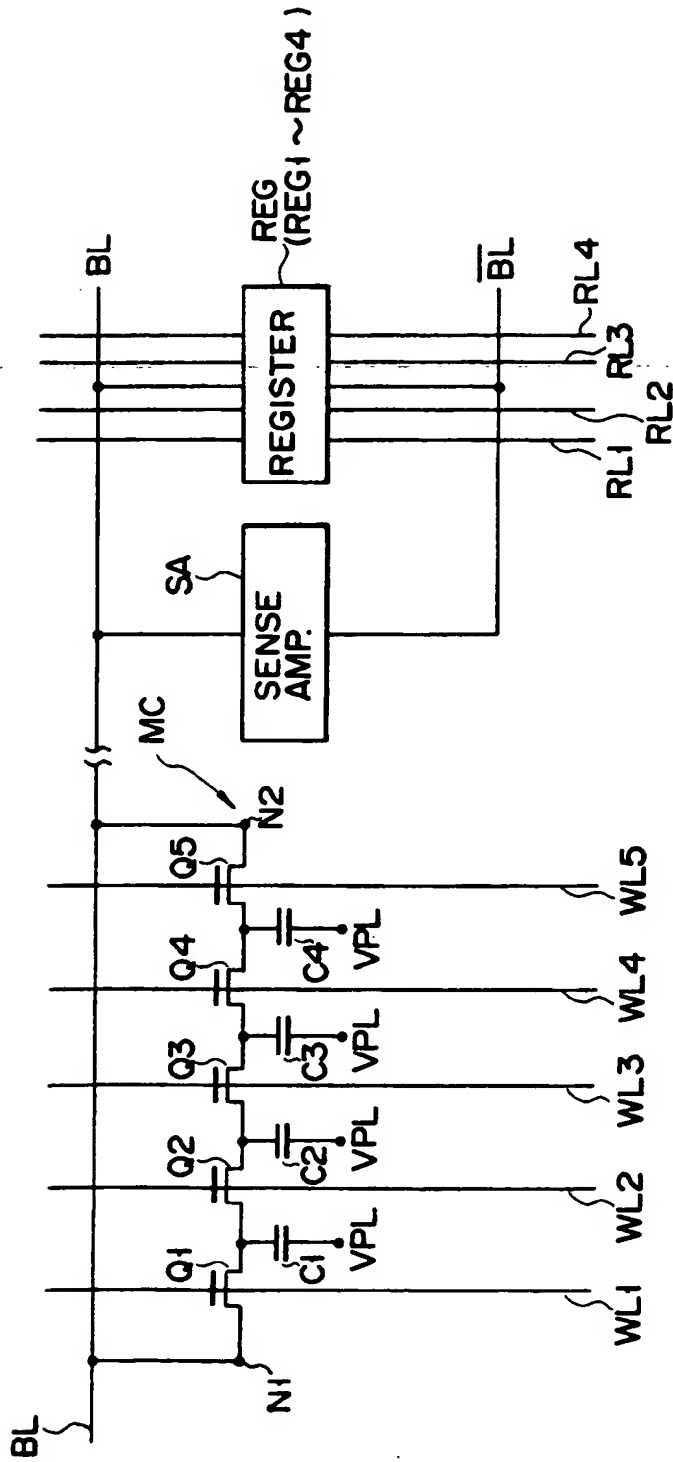 BL
BL
REG
(REG1~REG4)
SA
MC
SENSE
AMP.
REGISTER
BL
N1
N2
Q1
Q2
Q3
Q4
Q5
C1
C2
C3
C4
VPL
VPL
VPL
VPL
WL1
WL2
WL3
WL4
WL5
RL1
RL2
RL3
RL4